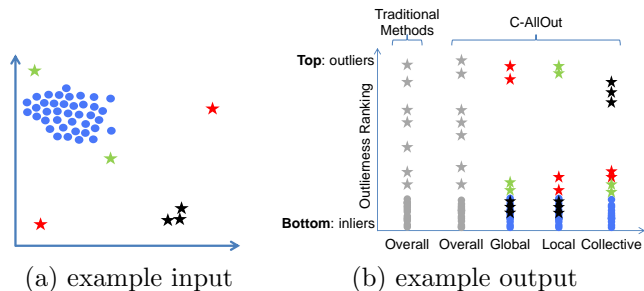 Traditional
Methods
C-AllOut
Top: outliers
Outlierness Ranking
Bottom: inliers
Overall Overall Global Local Collective
(a) example input
(b) example output